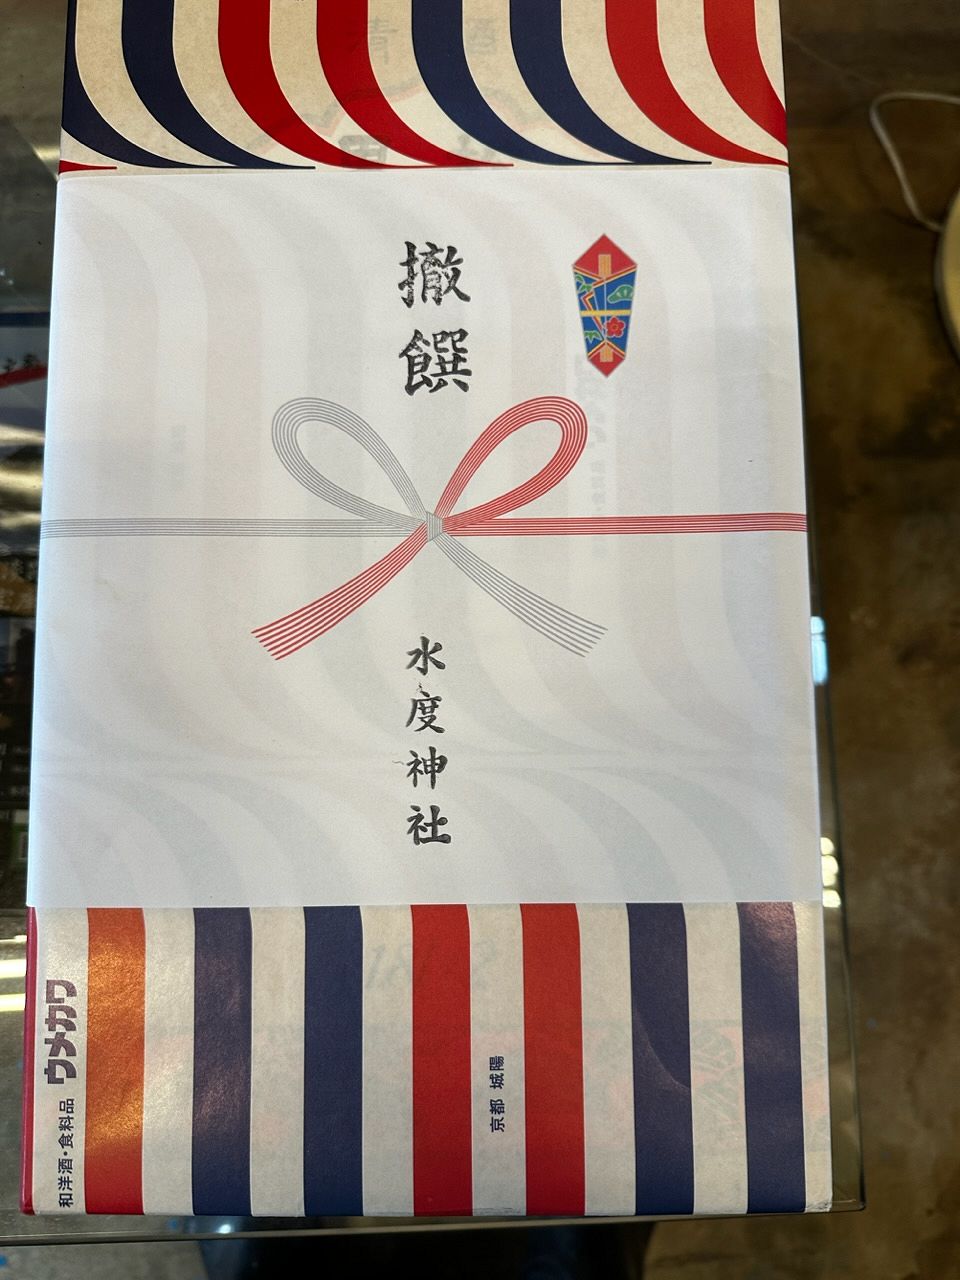 撤饌
水度神社
和洋酒・食料品 ウメカワ
京都 城陽